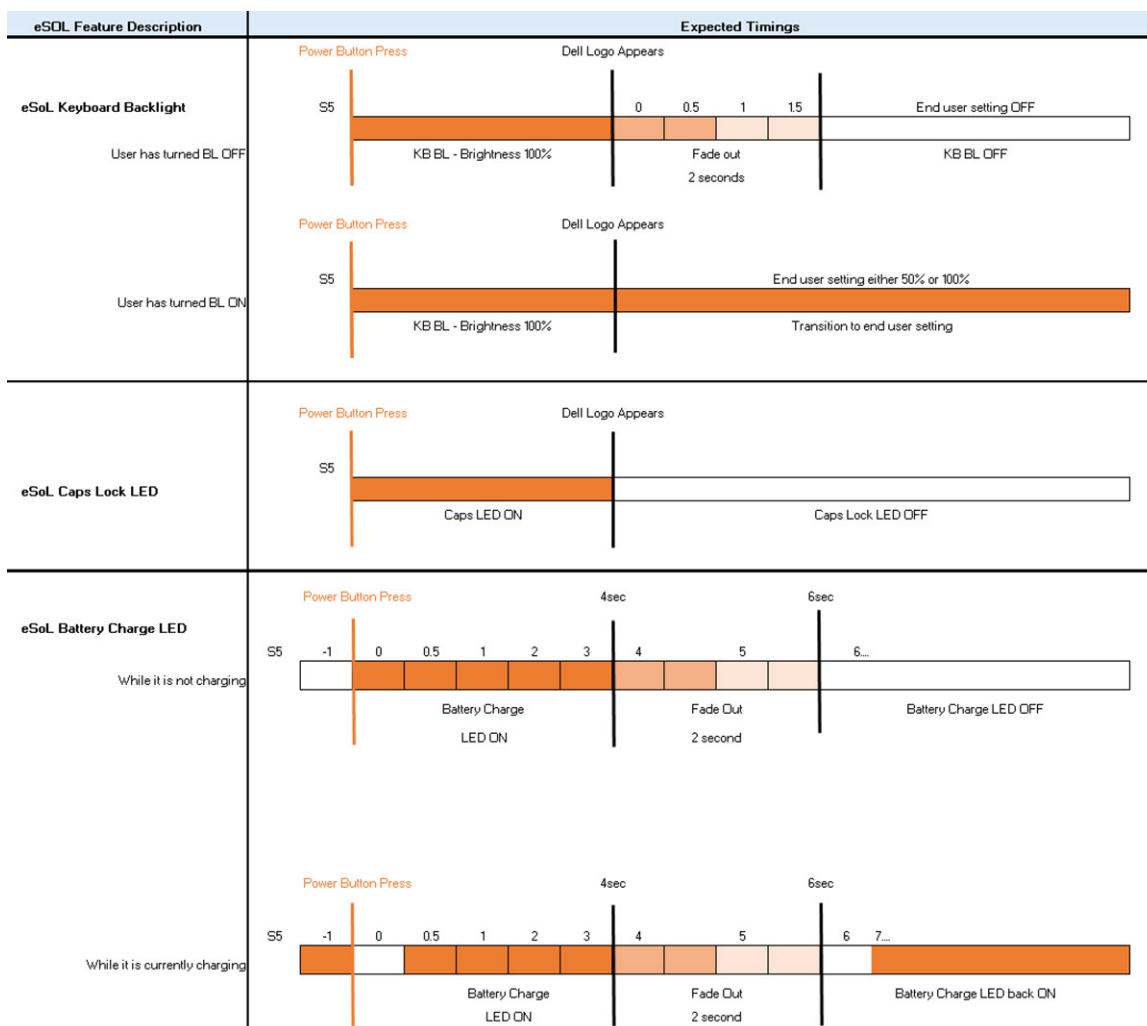 eSOL Feature Description
Expected Timings
Power Button Press
Dell Logo Appears
eSoL Keyboard Backlight
S5
0 0.5 1 1.5
End user setting OFF
User has turned BL OFF
KB BL - Brightness 100%
Fade out
KB BL OFF
2 seconds
Power Button Press
Dell Logo Appears
S5
End user setting either 50% or 100%
User has turned BL ON
KB BL - Brightness 100%
Transition to end user setting
Power Button Press
Dell Logo Appears
S5
eSoL Caps Lock LED
Caps LED ON
Caps Lock LED OFF
Power Button Press
4sec
6sec
eSoL Battery Charge LED
S5
-1 0 0.5 1 2 3 4 5 6...
While it is not charging
Battery Charge
Fade Out
Battery Charge LED OFF
LED ON
2 second
Power Button Press
4sec
6sec
S5
-1 0 0.5 1 2 3 4 5 6 7...
While it is currently charging
Battery Charge
Fade Out
Battery Charge LED back ON
LED ON
2 second